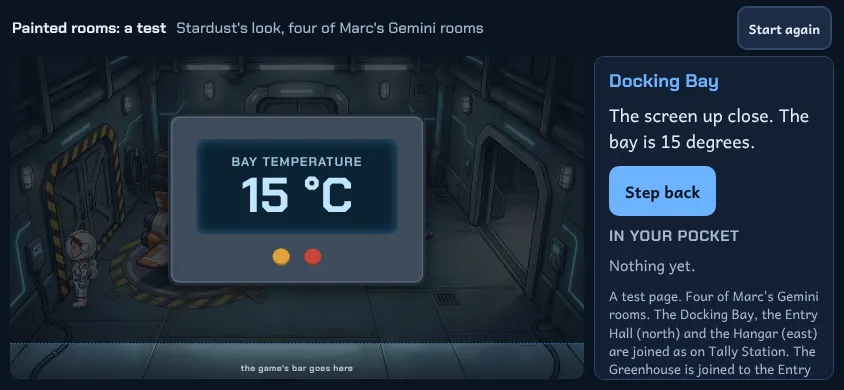 Painted rooms: a test Stardust's look, four of Marc's Gemini rooms
Start again
BAY TEMPERATURE
15 °C
the game's bar goes here
Docking Bay
The screen up close. The
bay is 15 degrees.
Step back
IN YOUR POCKET
Nothing yet.
A test page. Four of Marc's Gemini
rooms. The Docking Bay, the Entry
Hall (north) and the Hangar (east)
are joined as on Tally Station. The
Greenhouse is joined to the Entry